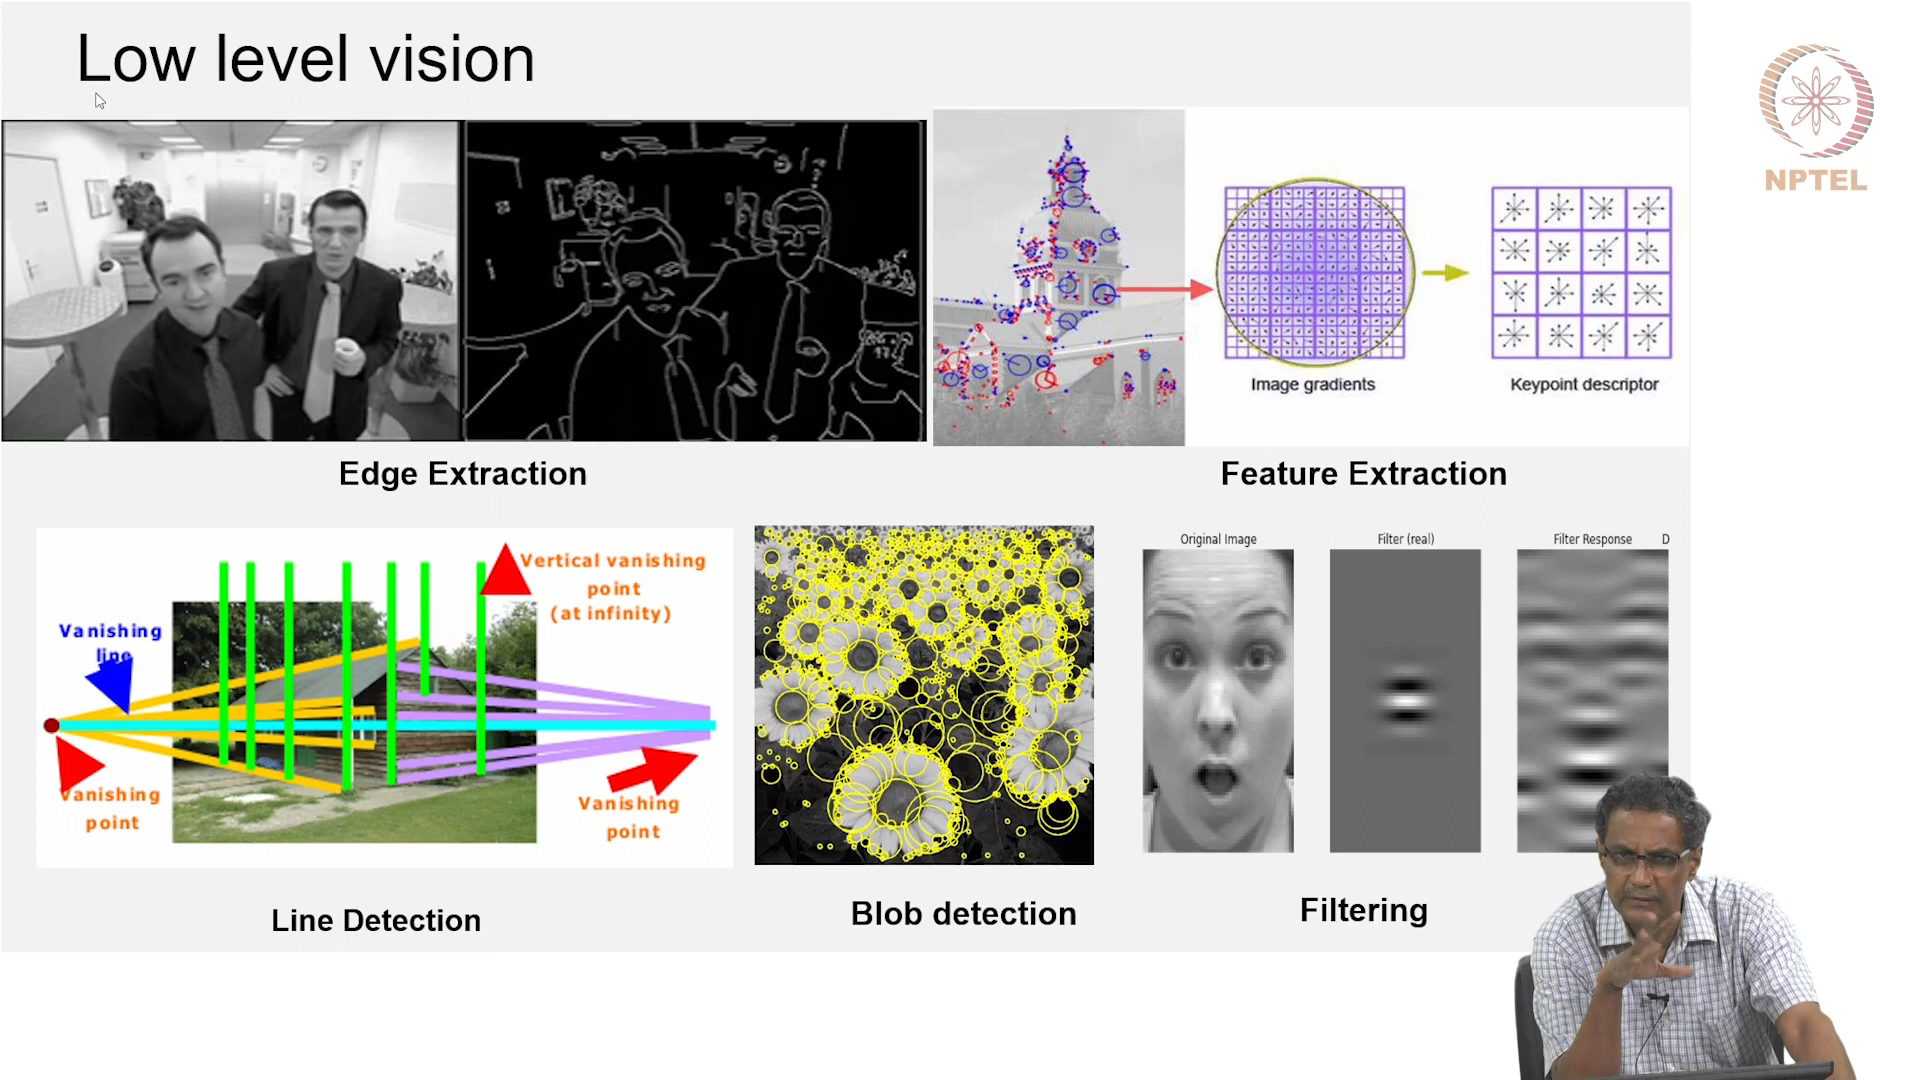 Low level vision
NPTEL
Image gradients
Keypoint descriptor
Edge Extraction
Feature Extraction
Vanishing
line
Vertical vanishing
point
(at infinity)
Vanishing
point
Vanishing
point
Original Image
Filter (real)
Filter Response
D
Line Detection
Blob detection
Filtering